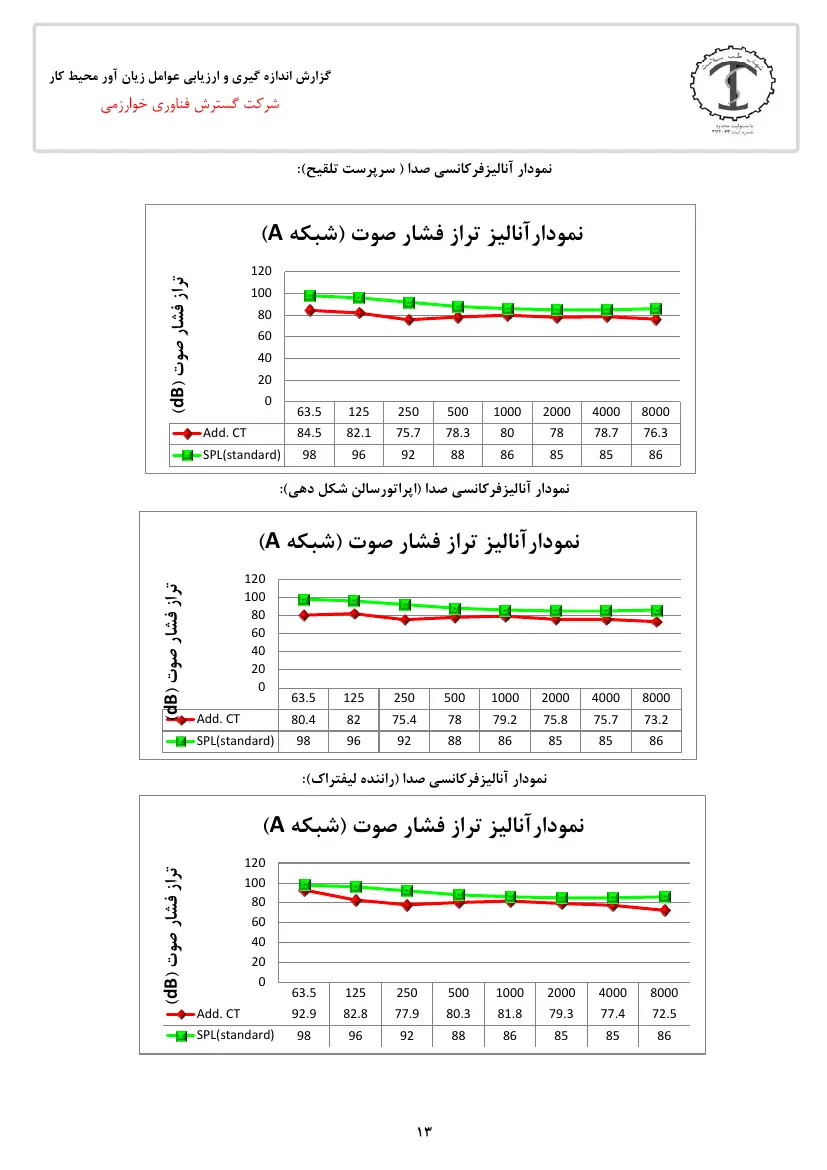 گزارش اندازه گیری و ارزیابی عوامل زیان آور محیط کار
شرکت گسترش فناوری خوارزمی
شهاب طب سلامت
با مسئولیت محدود
نمودار آنالیزفرکانسی صدا ( سرپرست تلقیح):
نمودارآنالیز تراز فشار صوت (شبکه A)
تراز فشار صوت (dB)
120
100
80
60
40
20
0
63.5 125 250 500 1000 2000 4000 8000
Add. CT 84.5 82.1 75.7 78.3 80 78 78.7 76.3
SPL(standard) 98 96 92 88 86 85 85 86
نمودار آنالیزفرکانسی صدا (اپراتورسالن شکل دهی):
نمودارآنالیز تراز فشار صوت (شبکه A)
تراز فشار صوت (dB)
120
100
80
60
40
20
0
63.5 125 250 500 1000 2000 4000 8000
Add. CT 80.4 82 75.4 78 79.2 75.8 75.7 73.2
SPL(standard) 98 96 92 88 86 85 85 86
نمودار آنالیزفرکانسی صدا (راننده لیفتراک):
نمودارآنالیز تراز فشار صوت (شبکه A)
تراز فشار صوت (dB)
120
100
80
60
40
20
0
63.5 125 250 500 1000 2000 4000 8000
Add. CT 92.9 82.8 77.9 80.3 81.8 79.3 77.4 72.5
SPL(standard) 98 96 92 88 86 85 85 86
۱۳